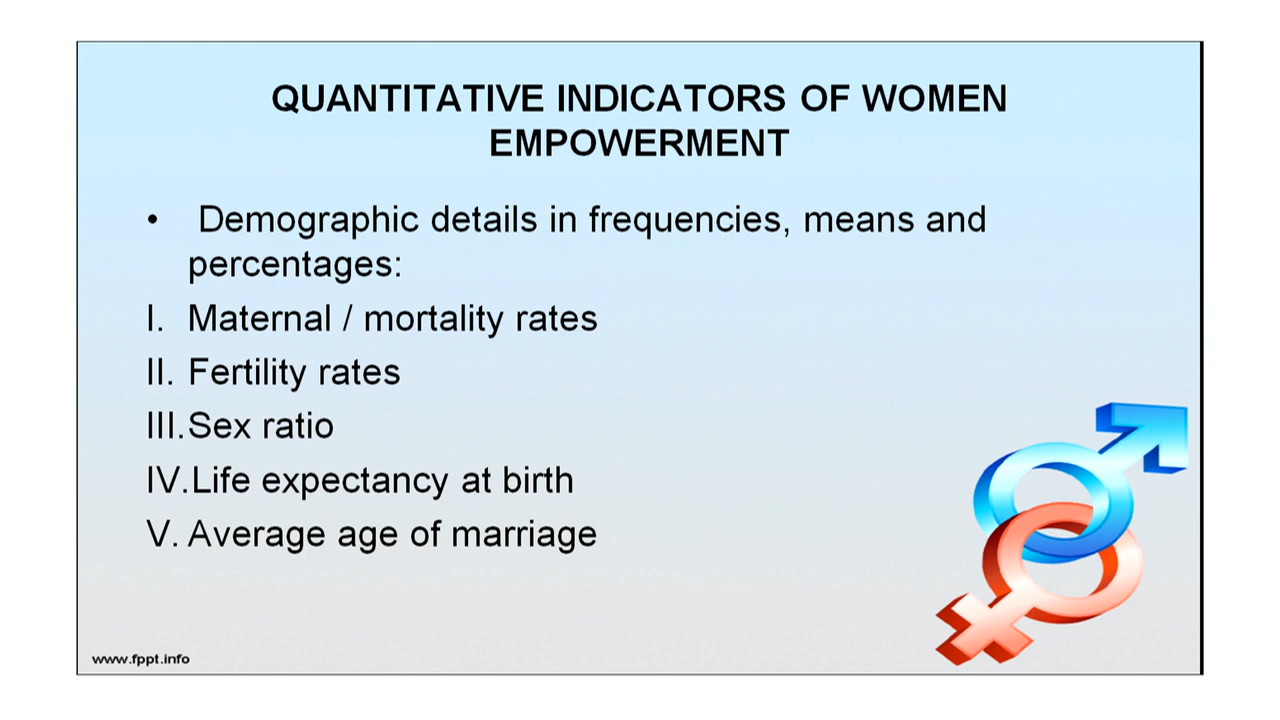 QUANTITATIVE INDICATORS OF WOMEN
EMPOWERMENT
• Demographic details in frequencies, means and
percentages:
I. Maternal / mortality rates
II. Fertility rates
III. Sex ratio
IV. Life expectancy at birth
V. Average age of marriage
www.fppt.info